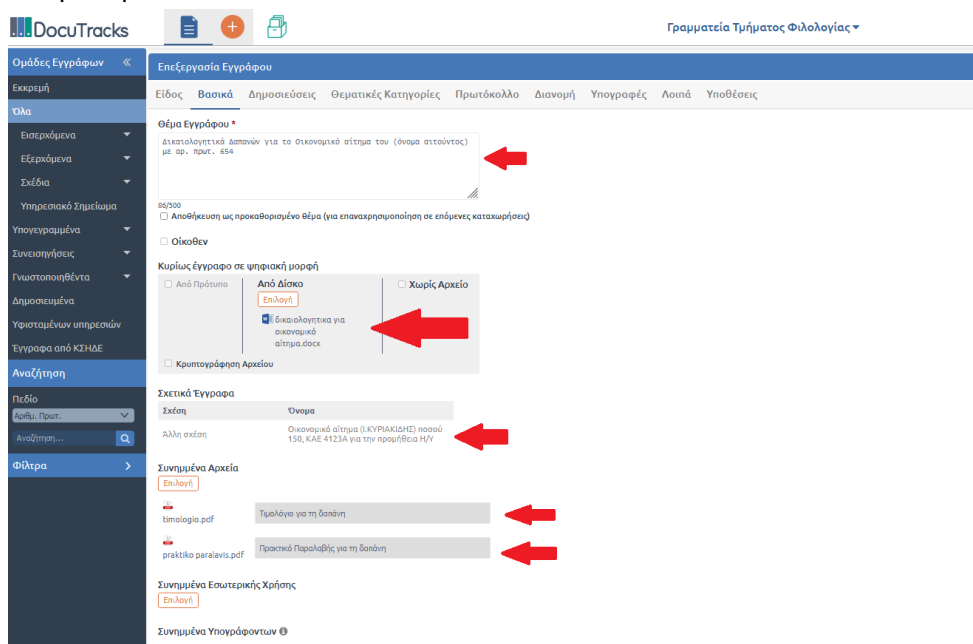 DocuTracks
Γραμματεία Τμήματος Φιλολογίας
Ομάδες Εγγράφων
Εκκρεμή
Όλα
Εισερχόμενα
Εξερχόμενα
Σχέδια
Υπηρεσιακό Σημείωμα
Υπογεγραμμένα
Συνεισηγήσεις
Γνωστοποιηθέντα
Δημοσιευμένα
Υφισταμένων υπηρεσιών
Έγγραφα από ΚΣΗΔΕ
Αναζήτηση
Πεδίο
Αριθμ. Πρωτ.
Αναζήτηση...
Φίλτρα
Επεξεργασία Εγγράφου
Είδος Βασικά Δημοσιεύσεις Θεματικές Κατηγορίες Πρωτόκολλο Διανομή Υπογραφές Λοιπά Υποθέσεις
Θέμα Εγγράφου *
Δικαιολογητικά Δαπανών για το Οικονομικό αίτημα του (όνομα αιτούντος)
με αρ. πρωτ. 654
86/500
Αποθήκευση ως προκαθορισμένο θέμα (για επαναχρησιμοποίηση σε επόμενες καταχωρήσεις)
Οίκοθεν
Κυρίως έγγραφο σε ψηφιακή μορφή
Από Πρότυπο Από Δίσκο Χωρίς Αρχείο
Επιλογή
δικαιολογητικα για
οικονομικό
αίτημα.docx
Κρυπτογράφηση Αρχείου
Σχετικά Έγγραφα
Σχέση Όνομα
Άλλη σχέση
Οικονομικό αίτημα (Ι.ΚΥΡΙΑΚΙΔΗΣ) ποσού
150, ΚΑΕ 4123Α για την προμήθεια Η/Υ
Συνημμένα Αρχεία
Επιλογή
timologio.pdf Τιμολόγιο για τη δαπάνη
praktiko paralavis.pdf Πρακτικό Παραλαβής για τη δαπάνη
Συνημμένα Εσωτερικής Χρήσης
Επιλογή
Συνημμένα Υπογράφοντων